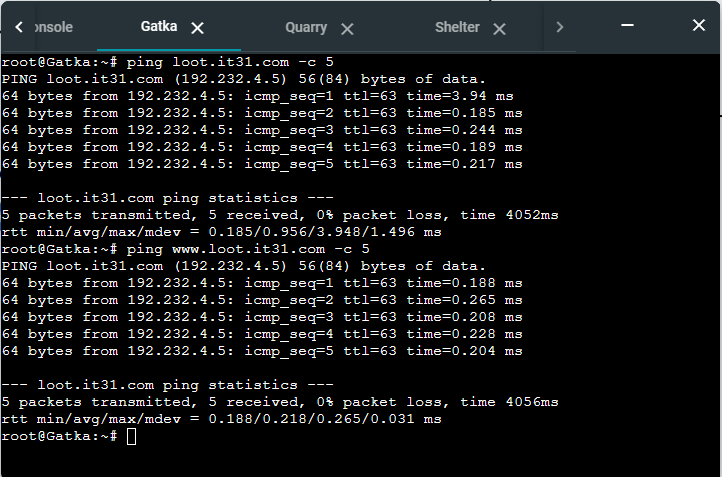 onsole Gatka Quarry Shelter
root@Gatka:~# ping loot.it31.com -c 5
PING loot.it31.com (192.232.4.5) 56(84) bytes of data.
64 bytes from 192.232.4.5: icmp_seq=1 ttl=63 time=3.94 ms
64 bytes from 192.232.4.5: icmp_seq=2 ttl=63 time=0.185 ms
64 bytes from 192.232.4.5: icmp_seq=3 ttl=63 time=0.244 ms
64 bytes from 192.232.4.5: icmp_seq=4 ttl=63 time=0.189 ms
64 bytes from 192.232.4.5: icmp_seq=5 ttl=63 time=0.217 ms
--- loot.it31.com ping statistics ---
5 packets transmitted, 5 received, 0% packet loss, time 4052ms
rtt min/avg/max/mdev = 0.185/0.956/3.948/1.496 ms
root@Gatka:~# ping www.loot.it31.com -c 5
PING loot.it31.com (192.232.4.5) 56(84) bytes of data.
64 bytes from 192.232.4.5: icmp_seq=1 ttl=63 time=0.188 ms
64 bytes from 192.232.4.5: icmp_seq=2 ttl=63 time=0.265 ms
64 bytes from 192.232.4.5: icmp_seq=3 ttl=63 time=0.208 ms
64 bytes from 192.232.4.5: icmp_seq=4 ttl=63 time=0.228 ms
64 bytes from 192.232.4.5: icmp_seq=5 ttl=63 time=0.204 ms
--- loot.it31.com ping statistics ---
5 packets transmitted, 5 received, 0% packet loss, time 4056ms
rtt min/avg/max/mdev = 0.188/0.218/0.265/0.031 ms
root@Gatka:~#